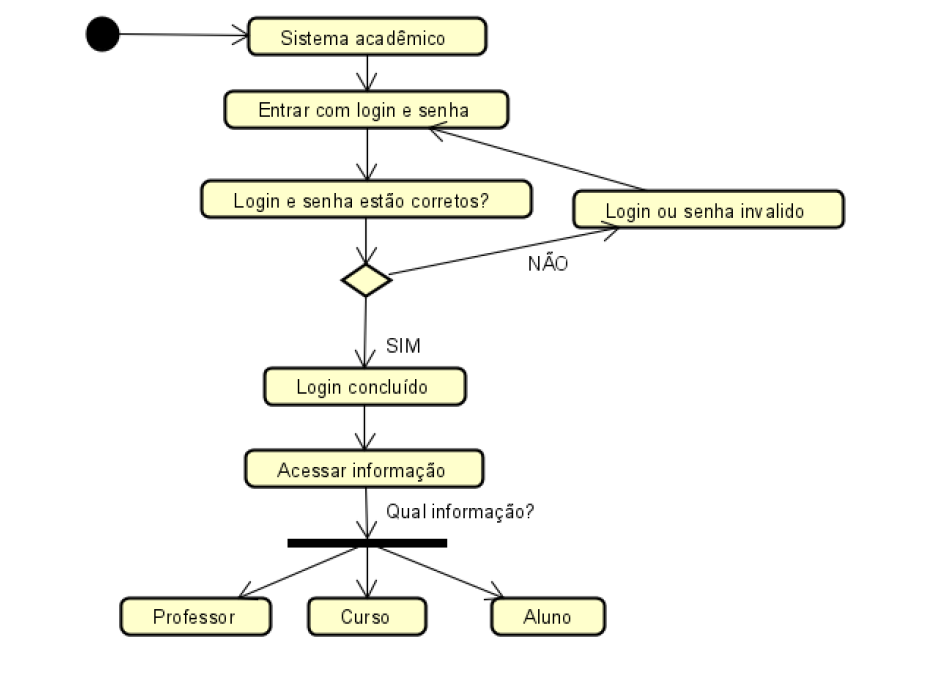 Sistema acadêmico
Entrar com login e senha
Login e senha estão corretos?
Login ou senha invalido
NÃO
SIM
Login concluído
Acessar informação
Qual informação?
Professor
Curso
Aluno